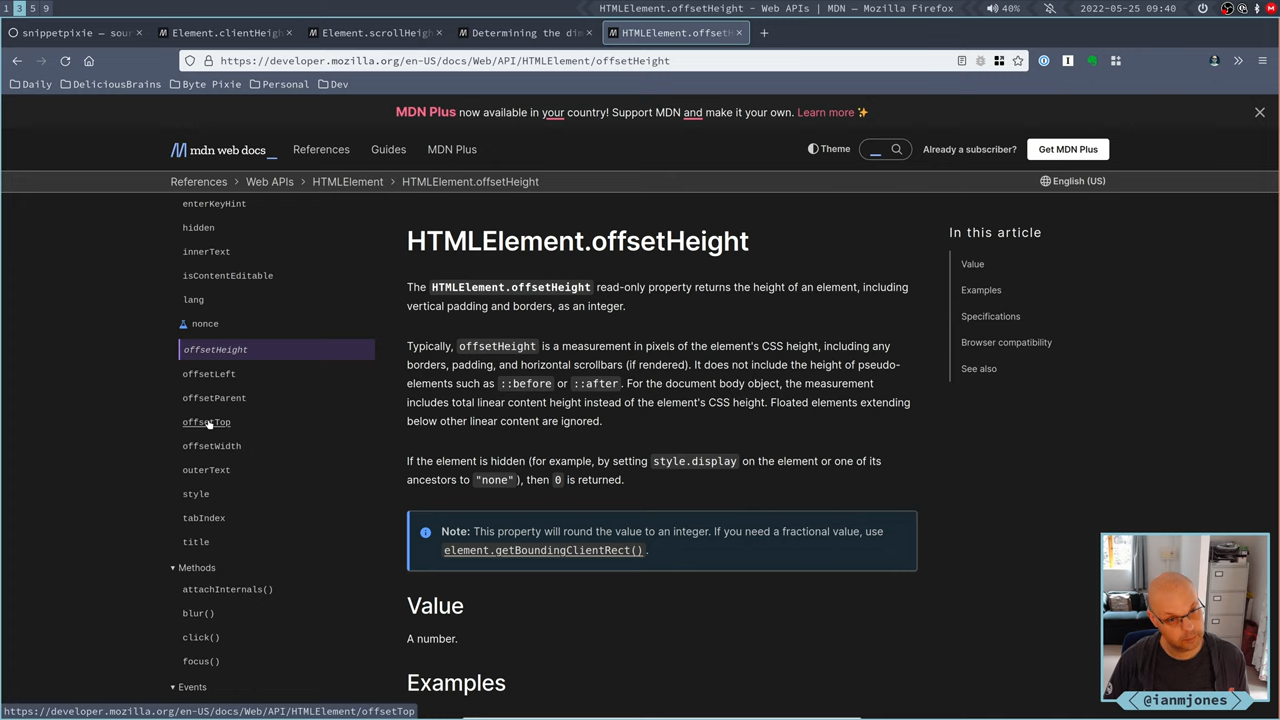 1 3 5 9
HTMLElement.offsetHeight - Web APIs | MDN — Mozilla Firefox
40%
2022-05-25 09:40
snippetpixie — sou
Element.clientHeigh
Element.scrollHeigh
Determining the dim
HTMLElement.offsetH
https://developer.mozilla.org/en-US/docs/Web/API/HTMLElement/offsetHeight
Daily
DeliciousBrains
Byte Pixie
Personal
Dev
MDN Plus now available in your country! Support MDN and make it your own. Learn more ✨
mdn web docs
References
Guides
MDN Plus
Theme
Already a subscriber?
Get MDN Plus
References > Web APIs > HTMLElement > HTMLElement.offsetHeight
English (US)
enterKeyHint
hidden
innerText
isContentEditable
lang
nonce
offsetHeight
offsetLeft
offsetParent
offsetTop
offsetWidth
outerText
style
tabIndex
title
Methods
attachInternals()
blur()
click()
focus()
Events
HTMLElement.offsetHeight
The HTMLElement.offsetHeight read-only property returns the height of an element, including
vertical padding and borders, as an integer.
Typically, offsetHeight is a measurement in pixels of the element's CSS height, including any
borders, padding, and horizontal scrollbars (if rendered). It does not include the height of pseudo-
elements such as ::before or ::after. For the document body object, the measurement
includes total linear content height instead of the element's CSS height. Floated elements extending
below other linear content are ignored.
If the element is hidden (for example, by setting style.display on the element or one of its
ancestors to "none"), then 0 is returned.
Note: This property will round the value to an integer. If you need a fractional value, use
element.getBoundingClientRect().
Value
A number.
Examples
In this article
Value
Examples
Specifications
Browser compatibility
See also
@ianmjones
https://developer.mozilla.org/en-US/docs/Web/API/HTMLElement/offsetTop